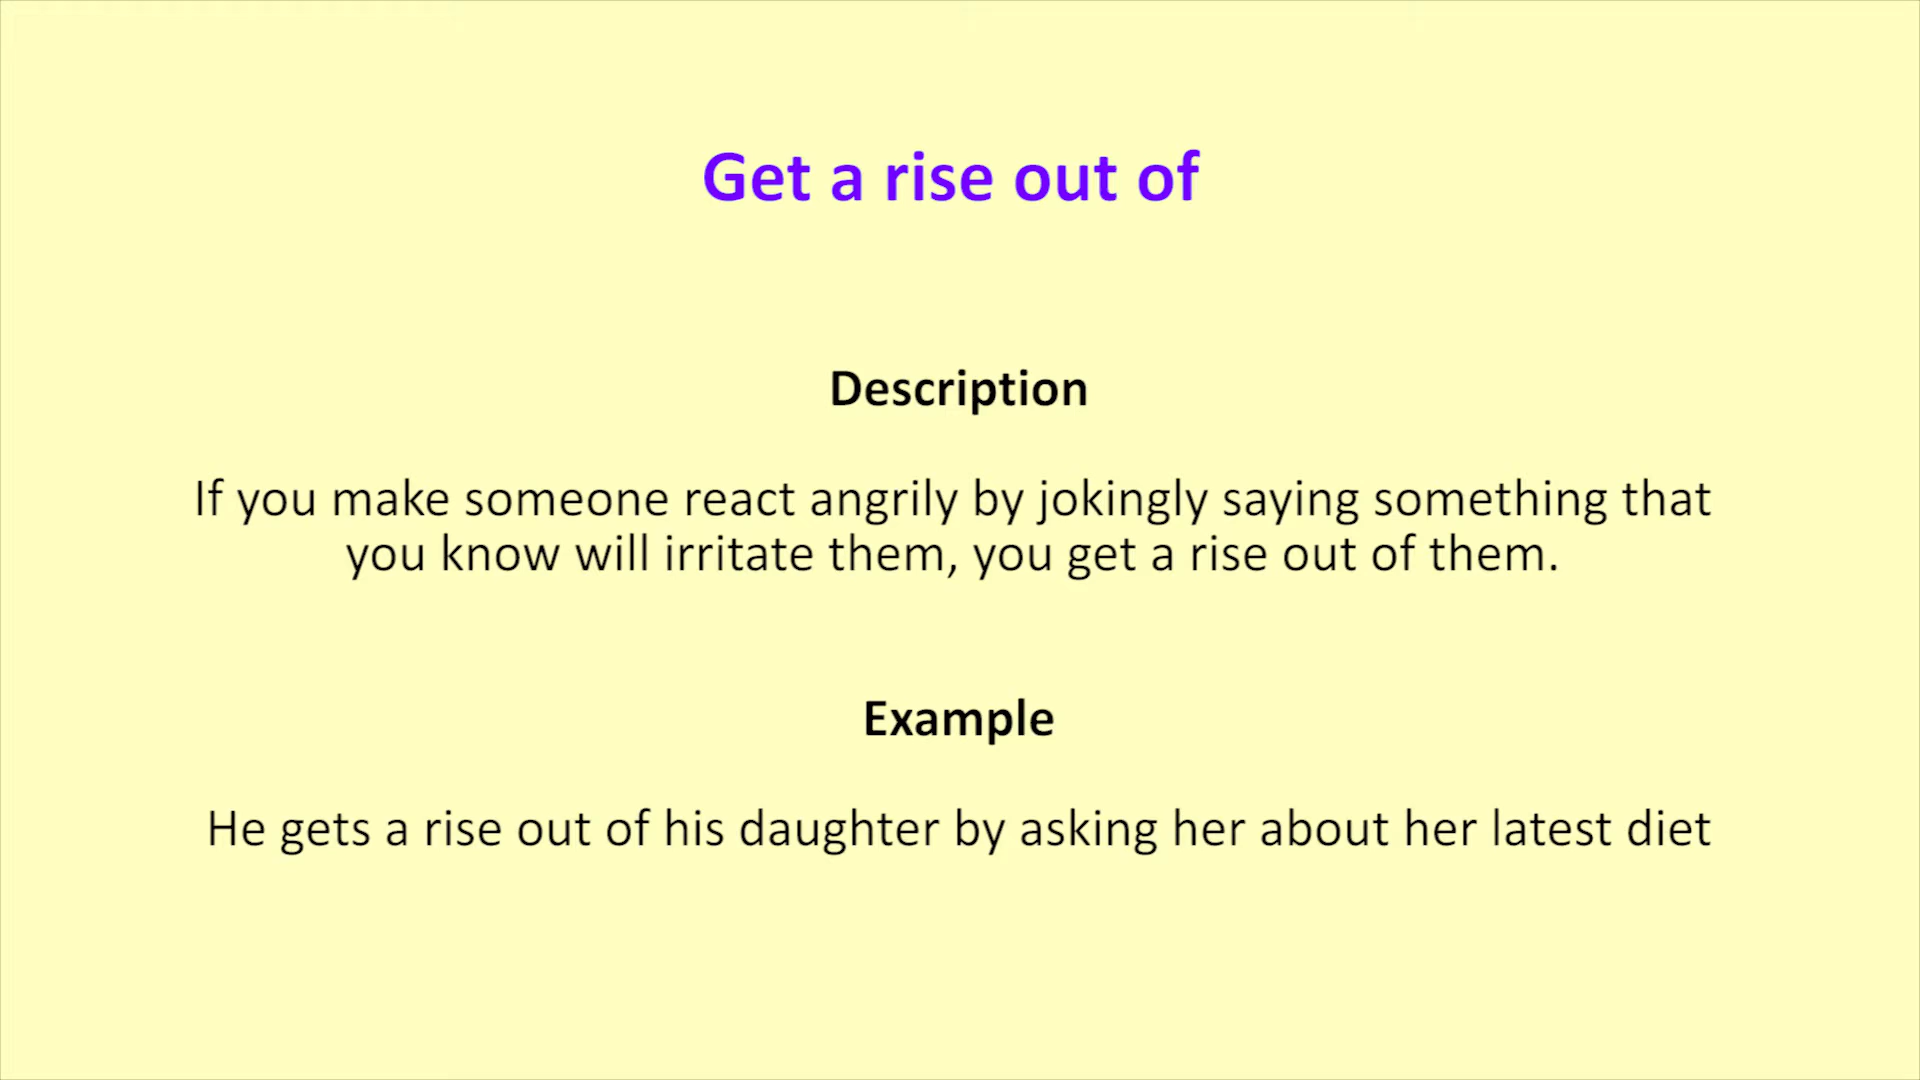 Get a rise out of
Description
If you make someone react angrily by jokingly saying something that
you know will irritate them, you get a rise out of them.
Example
He gets a rise out of his daughter by asking her about her latest diet